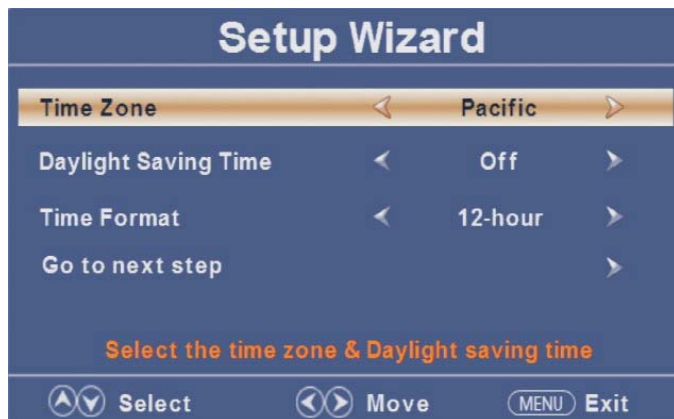 Setup Wizard
Time Zone Pacific
Daylight Saving Time Off
Time Format 12-hour
Go to next step
Select the time zone & Daylight saving time
Select Move MENU Exit